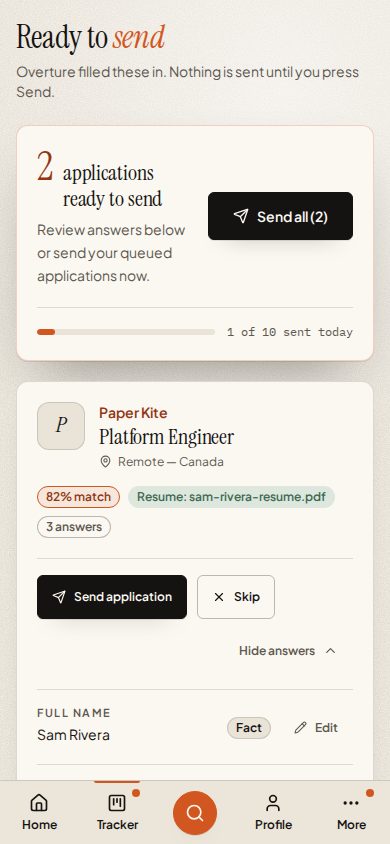 Ready to send
Overture filled these in. Nothing is sent until you press
Send.
2 applications
ready to send
Review answers below
or send your queued
applications now.
Send all (2)
1 of 10 sent today
P
Paper Kite
Platform Engineer
Remote — Canada
82% match
Resume: sam-rivera-resume.pdf
3 answers
Send application
Skip
Hide answers
FULL NAME
Sam Rivera
Fact
Edit
Home
Tracker
Profile
More